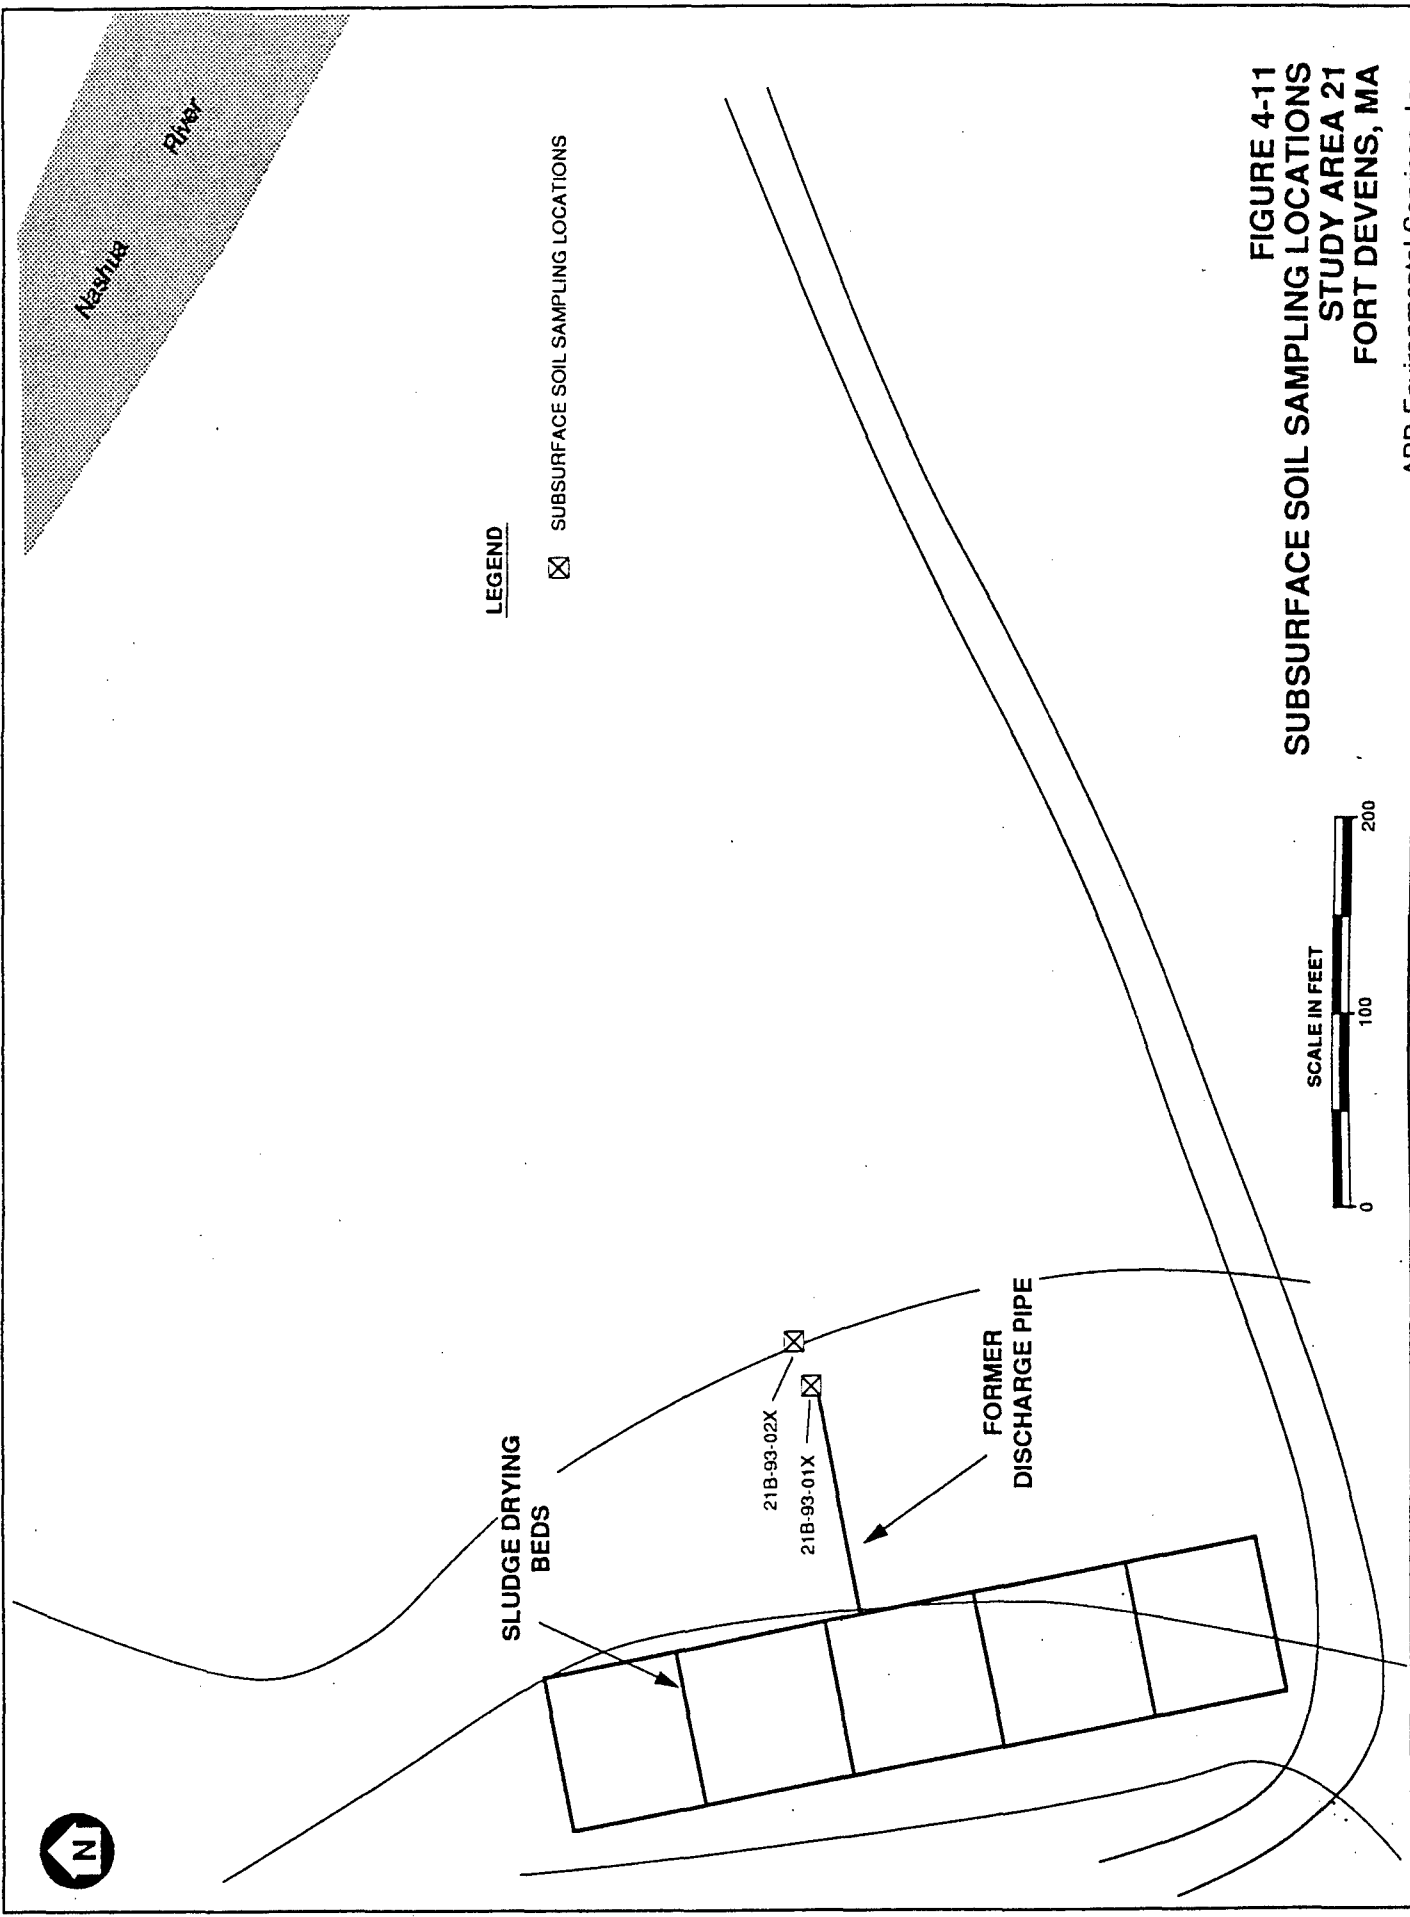 N
Nashua
River
LEGEND
SUBSURFACE SOIL SAMPLING LOCATIONS
SLUDGE DRYING
BEDS
21B-93-02X
21B-93-01X
FORMER
DISCHARGE PIPE
SCALE IN FEET
0 100 200
FIGURE 4-11
SUBSURFACE SOIL SAMPLING LOCATIONS
STUDY AREA 21
FORT DEVENS, MA